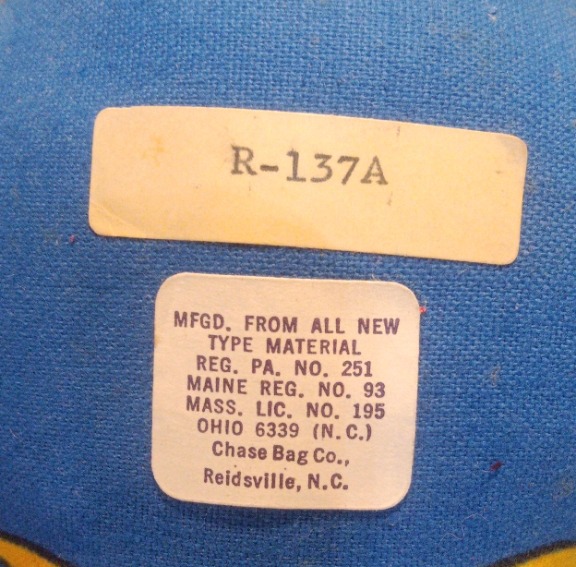 R-137A
MFGD. FROM ALL NEW
TYPE MATERIAL
REG. PA. NO. 251
MAINE REG. NO. 93
MASS. LIC. NO. 195
OHIO 6339 (N.C.)
Chase Bag Co.,
Reidsville, N.C.